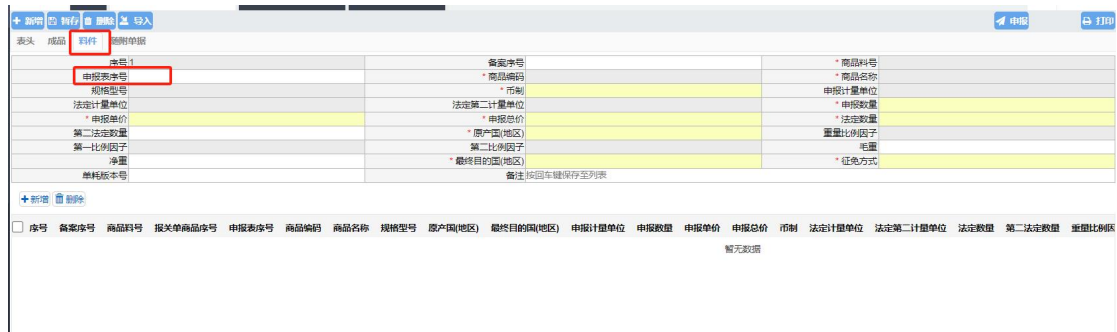 + 新增 暂存 删除 导入 申报 打印
表头 成品 料件 随附单据
序号 1 备案序号 * 商品料号
申报表序号 * 商品编码 * 商品名称
规格型号 * 币制 申报计量单位
法定计量单位 法定第二计量单位 * 申报数量
* 申报单价 * 申报总价 * 法定数量
第二法定数量 * 原产国(地区) 重量比例因子
第一比例因子 第二比例因子 毛重
净重 * 最终目的国(地区) * 征免方式
单耗版本号 备注 按回车键保存至列表
+新增 删除
序号 备案序号 商品料号 报关单商品序号 申报表序号 商品编码 商品名称 规格型号 原产国(地区) 最终目的国(地区) 申报计量单位 申报数量 申报单价 申报总价 币制 法定计量单位 法定第二计量单位 法定数量 第二法定数量 重量比例因
暂无数据